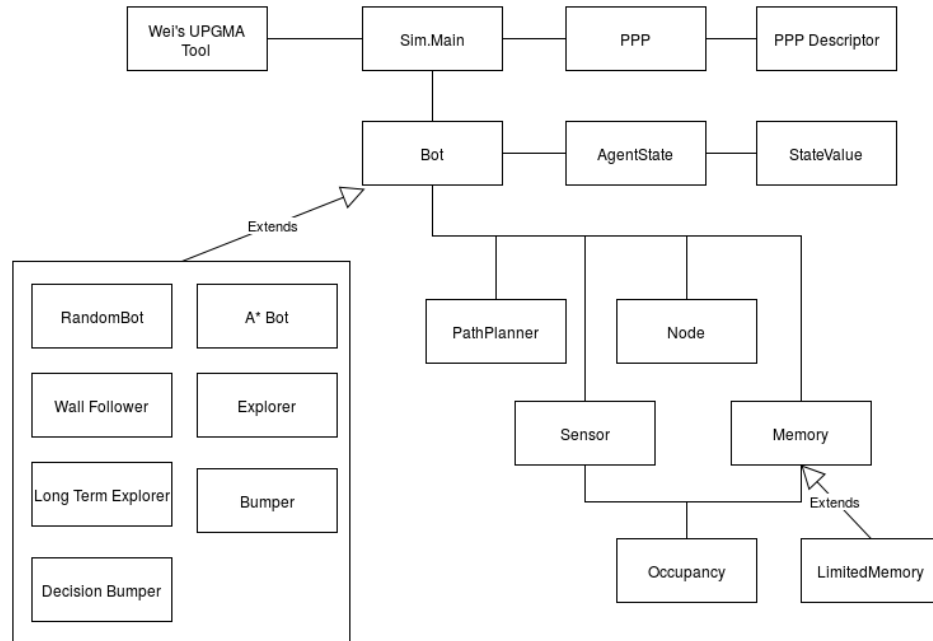 Wei's UPGMA
Tool
Sim.Main
PPP
PPP Descriptor
Bot
AgentState
StateValue
Extends
RandomBot
A* Bot
PathPlanner
Node
Wall Follower
Explorer
Sensor
Memory
Long Term Explorer
Bumper
Extends
Decision Bumper
Occupancy
LimitedMemory